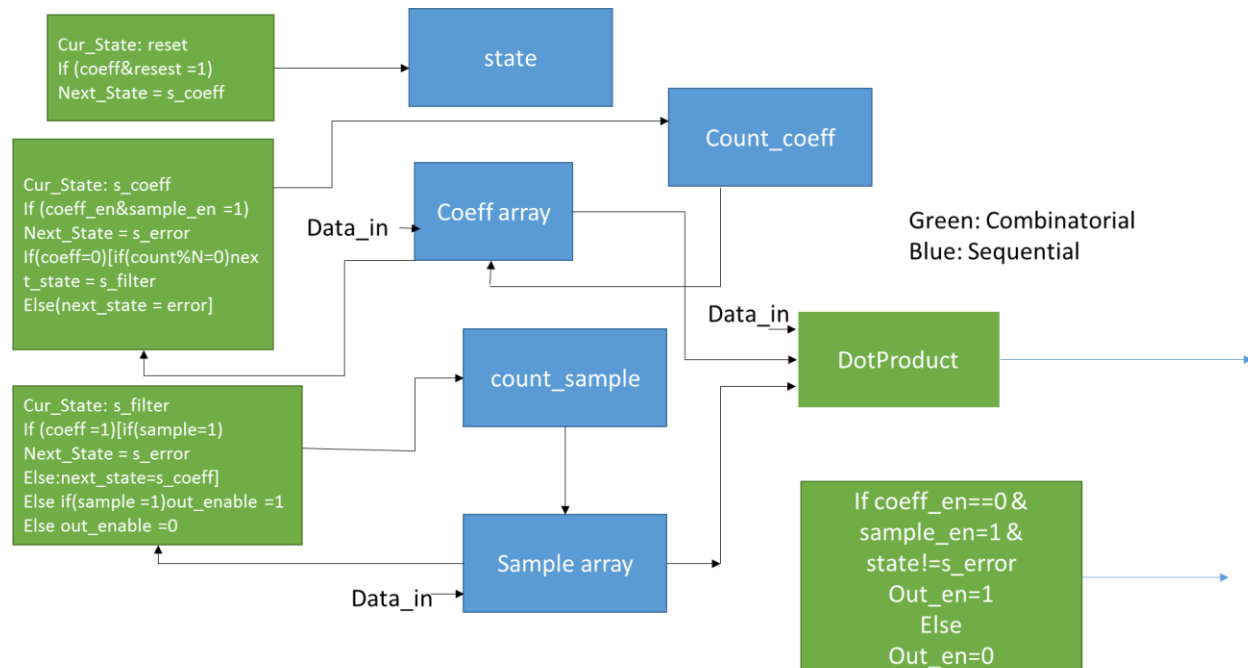 Cur_State: reset
If (coeff&resest =1)
Next_State = s_coeff
state
Count_coeff
Cur_State: s_coeff
If (coeff_en&sample_en =1)
Next_State = s_error
If(coeff=0)[if(count%N=0)nex
t_state = s_filter
Else(next_state = error]
Data_in
Coeff array
Green: Combinatorial
Blue: Sequential
Data_in
DotProduct
count_sample
Cur_State: s_filter
If (coeff =1)[if(sample=1)
Next_State = s_error
Else:next_state=s_coeff]
Else if(sample =1)out_enable =1
Else out_enable =0
Sample array
Data_in
If coeff_en==0 &
sample_en=1 &
state!=s_error
Out_en=1
Else
Out_en=0